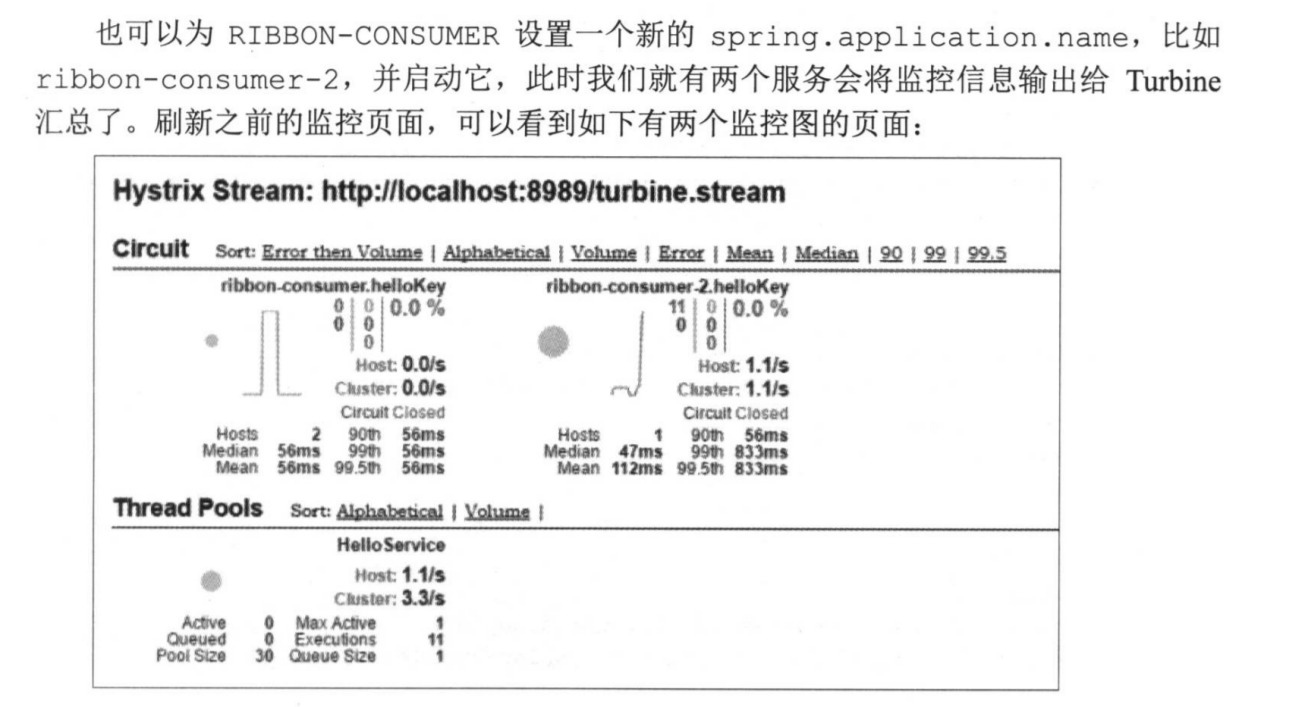 也可以为 RIBBON-CONSUMER 设置一个新的 spring.application.name，比如
ribbon-consumer-2，并启动它，此时我们就有两个服务会将监控信息输出给 Turbine
汇总了。刷新之前的监控页面，可以看到如下有两个监控图的页面：
Hystrix Stream: http://localhost:8989/turbine.stream
Circuit Sort: Error then Volume | Alphabetical | Volume | Error | Mean | Median | 90 | 99 | 99.5
ribbon-consumer.helloKey
0 | 0 | 0.0 %
0 | 0
0
Host: 0.0/s
Cluster: 0.0/s
Circuit Closed
Hosts 2 90th 56ms
Median 56ms 99th 56ms
Mean 56ms 99.5th 56ms
ribbon-consumer-2.helloKey
11 | 0 | 0.0 %
0 | 0
0
Host: 1.1/s
Cluster: 1.1/s
Circuit Closed
Hosts 1 90th 56ms
Median 47ms 99th 833ms
Mean 112ms 99.5th 833ms
Thread Pools Sort: Alphabetical | Volume |
HelloService
Host: 1.1/s
Cluster: 3.3/s
Active 0 Max Active 1
Queued 0 Executions 11
Pool Size 30 Queue Size 1